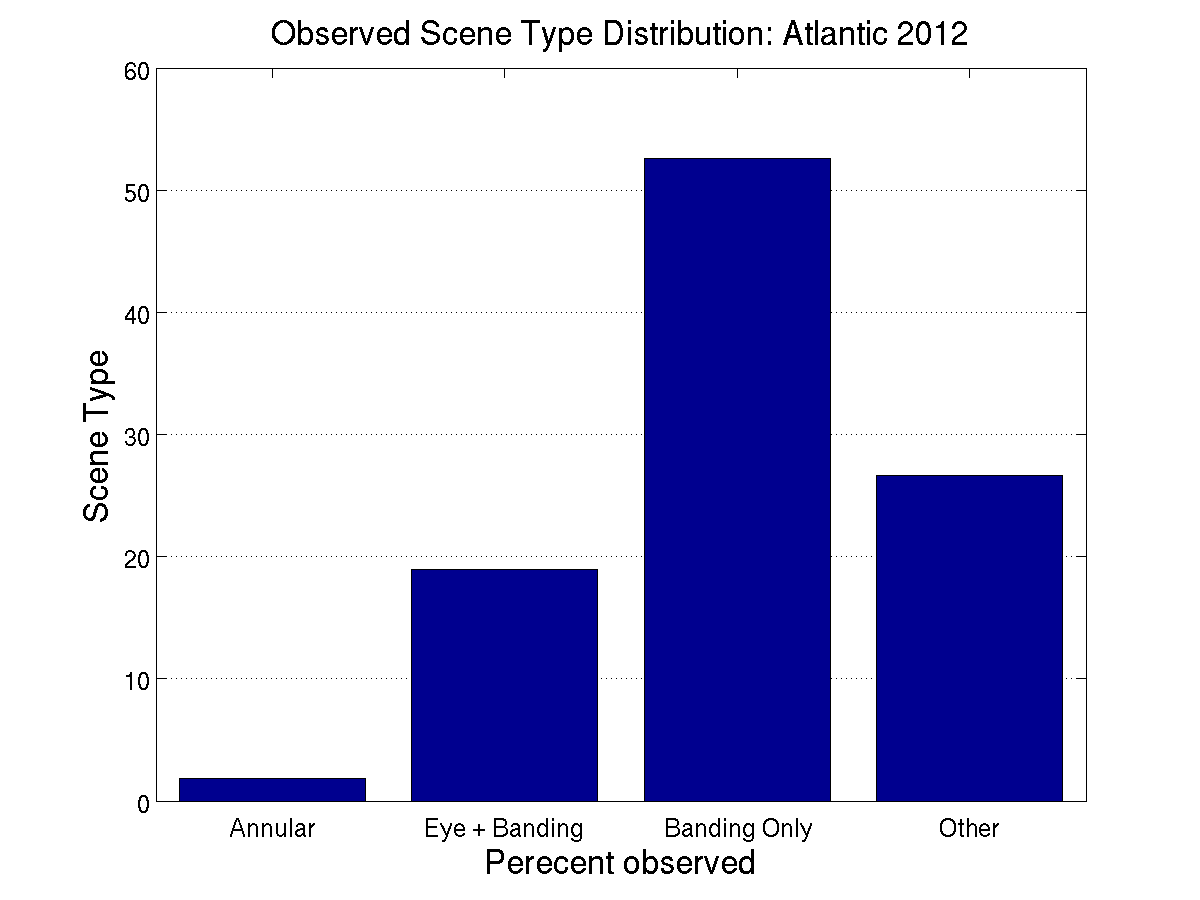 Observed Scene Type Distribution: Atlantic 2012
60
50
40
30
20
10
0
Scene Type
Annular Eye + Banding Banding Only Other
Perecent observed